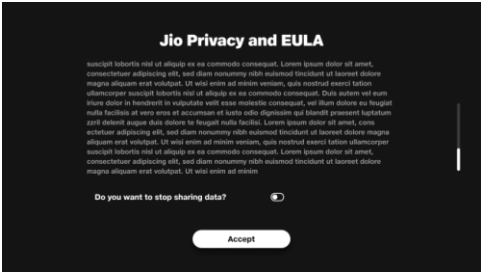 Jio Privacy and EULA
suscipit lobortis nisl ut aliquip ex ea commodo consequat. Lorem ipsum dolor sit amet,
consectetuer adipiscing elit, sed diam nonummy nibh euismod tincidunt ut laoreet dolore
magna aliquam erat volutpat. Ut wisi enim ad minim veniam, quis nostrud exerci tation
ullamcorper suscipit lobortis nisl ut aliquip ex ea commodo consequat. Duis autem vel eum
iriure dolor in hendrerit in vulputate velit esse molestie consequat, vel illum dolore eu feugiat
nulla facilisis at vero eros et accumsan et iusto odio dignissim qui blandit praesent luptatum
zzril delenit augue duis dolore te feugait nulla facilisi. Lorem ipsum dolor sit amet, cons
ectetuer adipiscing elit, sed diam nonummy nibh euismod tincidunt ut laoreet dolore magna
aliquam erat volutpat. Ut wisi enim ad minim veniam, quis nostrud exerci tation ullamcorper
suscipit lobortis nisl ut aliquip ex ea commodo consequat. Lorem ipsum dolor sit amet,
consectetuer adipiscing elit, sed diam nonummy nibh euismod tincidunt ut laoreet dolore
magna aliquam erat volutpat. Ut wisi enim ad minim
Do you want to stop sharing data?
Accept